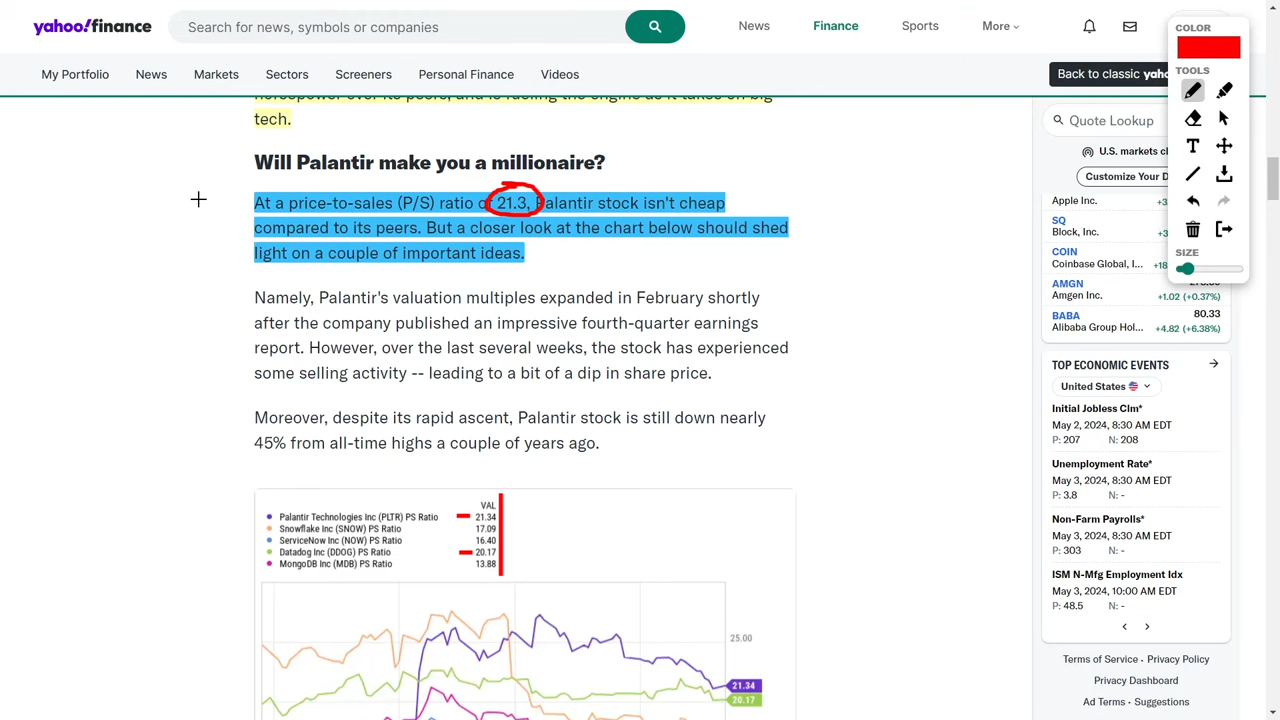 yahoo!finance
Search for news, symbols or companies
News
Finance
Sports
More
My Portfolio
News
Markets
Sectors
Screeners
Personal Finance
Videos
Back to classic
COLOR
TOOLS
SIZE
tech.
Will Palantir make you a millionaire?
At a price-to-sales (P/S) ratio of 21.3, Palantir stock isn't cheap
compared to its peers. But a closer look at the chart below should shed
light on a couple of important ideas.
Namely, Palantir's valuation multiples expanded in February shortly
after the company published an impressive fourth-quarter earnings
report. However, over the last several weeks, the stock has experienced
some selling activity -- leading to a bit of a dip in share price.
Moreover, despite its rapid ascent, Palantir stock is still down nearly
45% from all-time highs a couple of years ago.
VAL
Palantir Technologies Inc (PLTR) PS Ratio 21.34
Snowflake Inc (SNOW) PS Ratio 17.09
ServiceNow Inc (NOW) PS Ratio 16.40
Datadog Inc (DDOG) PS Ratio 20.17
MongoDB Inc (MDB) PS Ratio 13.88
25.00
21.34
20.17
Quote Lookup
U.S. markets
Customize Your
Apple Inc.
SQ
Block, Inc.
COIN
Coinbase Global, I...
AMGN
Amgen Inc. +1.02 (+0.37%)
BABA 80.33
Alibaba Group Hol... +4.82 (+6.38%)
TOP ECONOMIC EVENTS
United States
Initial Jobless Clm*
May 2, 2024, 8:30 AM EDT
P: 207 N: 208
Unemployment Rate*
May 3, 2024, 8:30 AM EDT
P: 3.8 N: -
Non-Farm Payrolls*
May 3, 2024, 8:30 AM EDT
P: 303 N: -
ISM N-Mfg Employment Idx
May 3, 2024, 10:00 AM EDT
P: 48.5 N: -
Terms of Service • Privacy Policy
Privacy Dashboard
Ad Terms • Suggestions